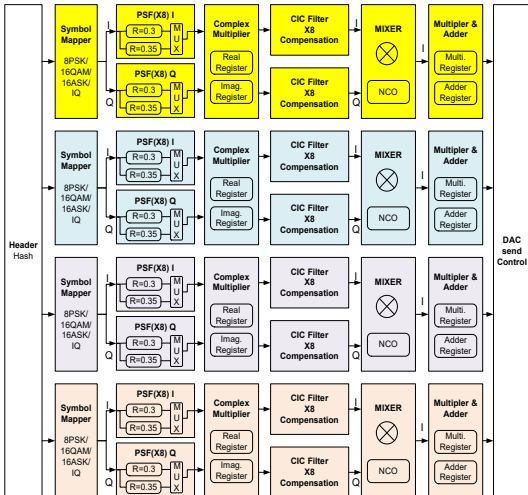 Header
Hash
Symbol
Mapper
8PSK/
16QAM/
16ASK/
IQ
I
Q
PSF(X8) I
R=0.3
R=0.35
M
U
X
PSF(X8) Q
R=0.3
R=0.35
M
U
X
Complex
Multiplier
Real
Register
Imag.
Register
CIC Filter
X8
Compensation
CIC Filter
X8
Compensation
I
Q
MIXER
NCO
I
Multipler &
Adder
Multi.
Register
Adder
Register
Symbol
Mapper
8PSK/
16QAM/
16ASK/
IQ
I
Q
PSF(X8) I
R=0.3
R=0.35
M
U
X
PSF(X8) Q
R=0.3
R=0.35
M
U
X
Complex
Multiplier
Real
Register
Imag.
Register
CIC Filter
X8
Compensation
CIC Filter
X8
Compensation
I
Q
MIXER
NCO
I
Multipler &
Adder
Multi.
Register
Adder
Register
Symbol
Mapper
8PSK/
16QAM/
16ASK/
IQ
I
Q
PSF(X8) I
R=0.3
R=0.35
M
U
X
PSF(X8) Q
R=0.3
R=0.35
M
U
X
Complex
Multiplier
Real
Register
Imag.
Register
CIC Filter
X8
Compensation
CIC Filter
X8
Compensation
I
Q
MIXER
NCO
I
Multipler &
Adder
Multi.
Register
Adder
Register
Symbol
Mapper
8PSK/
16QAM/
16ASK/
IQ
I
Q
PSF(X8) I
R=0.3
R=0.35
M
U
X
PSF(X8) Q
R=0.3
R=0.35
M
U
X
Complex
Multiplier
Real
Register
Imag.
Register
CIC Filter
X8
Compensation
CIC Filter
X8
Compensation
I
Q
MIXER
NCO
I
Multipler &
Adder
Multi.
Register
Adder
Register
DAC
send
Control